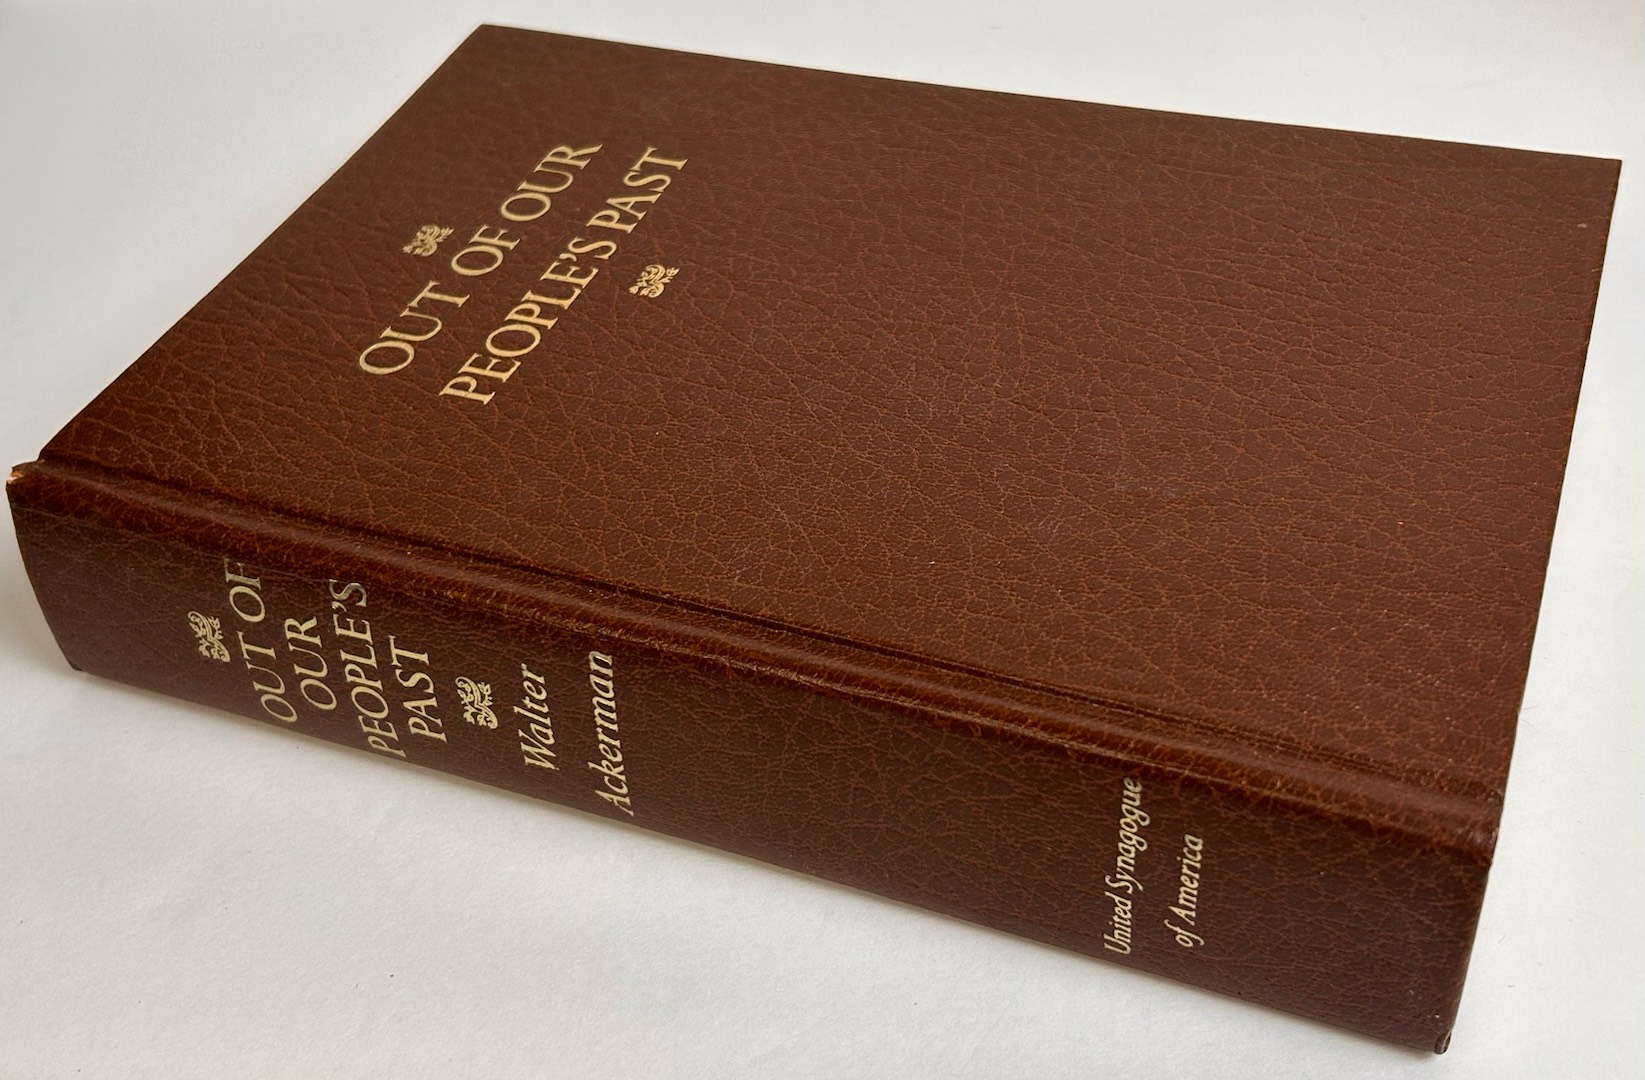 OUT OF OUR
PEOPLE'S PAST
OUT OF
OUR
PEOPLE'S
PAST
Walter
Ackerman
United Synagogue
of America